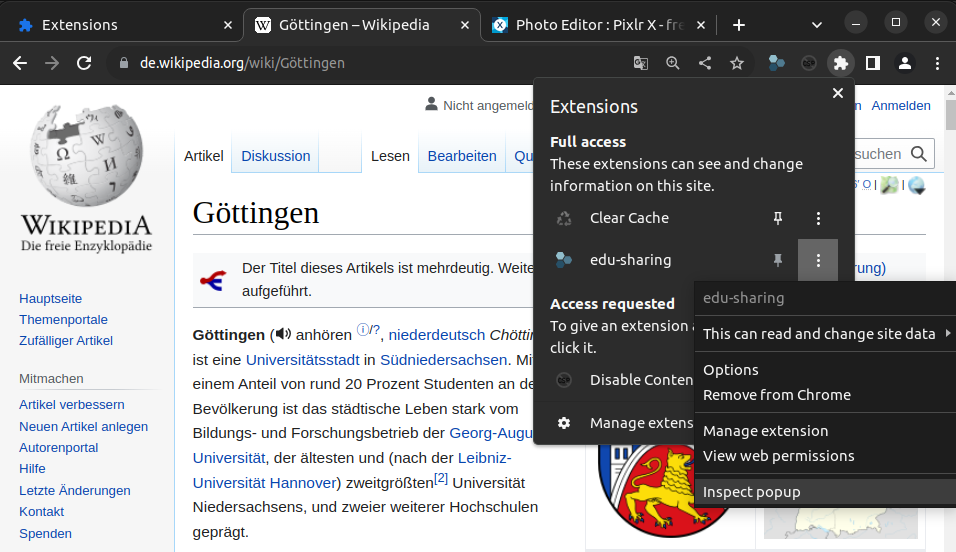 Extensions
Göttingen – Wikipedia
Photo Editor : Pixlr X - fre
de.wikipedia.org/wiki/Göttingen
Nicht angemeld
Anmelden
WIKIPEDIA
Die freie Enzyklopädie
Artikel
Diskussion
Lesen
Bearbeiten
Qu
suchen
Göttingen
O | |
Der Titel dieses Artikels ist mehrdeutig. Weite
rung)
aufgeführt.
Hauptseite
Themenportale
Zufälliger Artikel
Mitmachen
Artikel verbessern
Neuen Artikel anlegen
Autorenportal
Hilfe
Letzte Änderungen
Kontakt
Spenden
Göttingen ( anhören ⓘ/?, niederdeutsch Chötti
ist eine Universitätsstadt in Südniedersachsen. Mi
einem Anteil von rund 20 Prozent Studenten an de
Bevölkerung ist das städtische Leben stark vom
Bildungs- und Forschungsbetrieb der Georg-Augu
Universität, der ältesten und (nach der Leibniz-
Universität Hannover) zweitgrößten[2] Universität
Niedersachsens, und zweier weiterer Hochschulen
geprägt.
Extensions
Full access
These extensions can see and change
information on this site.
Clear Cache
edu-sharing
Access requested
To give an extension a
click it.
Disable Conten
Manage extens
edu-sharing
This can read and change site data
Options
Remove from Chrome
Manage extension
View web permissions
Inspect popup